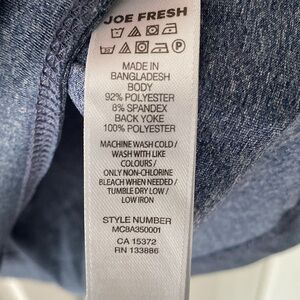 JOE FRESH
MADE IN
BANGLADESH
BODY
92% POLYESTER
8% SPANDEX
BACK YOKE
100% POLYESTER
MACHINE WASH COLD /
WASH WITH LIKE
COLOURS /
ONLY NON-CHLORINE
BLEACH WHEN NEEDED /
TUMBLE DRY LOW /
LOW IRON
STYLE NUMBER
MC8A350001
CA 15372
RN 133886